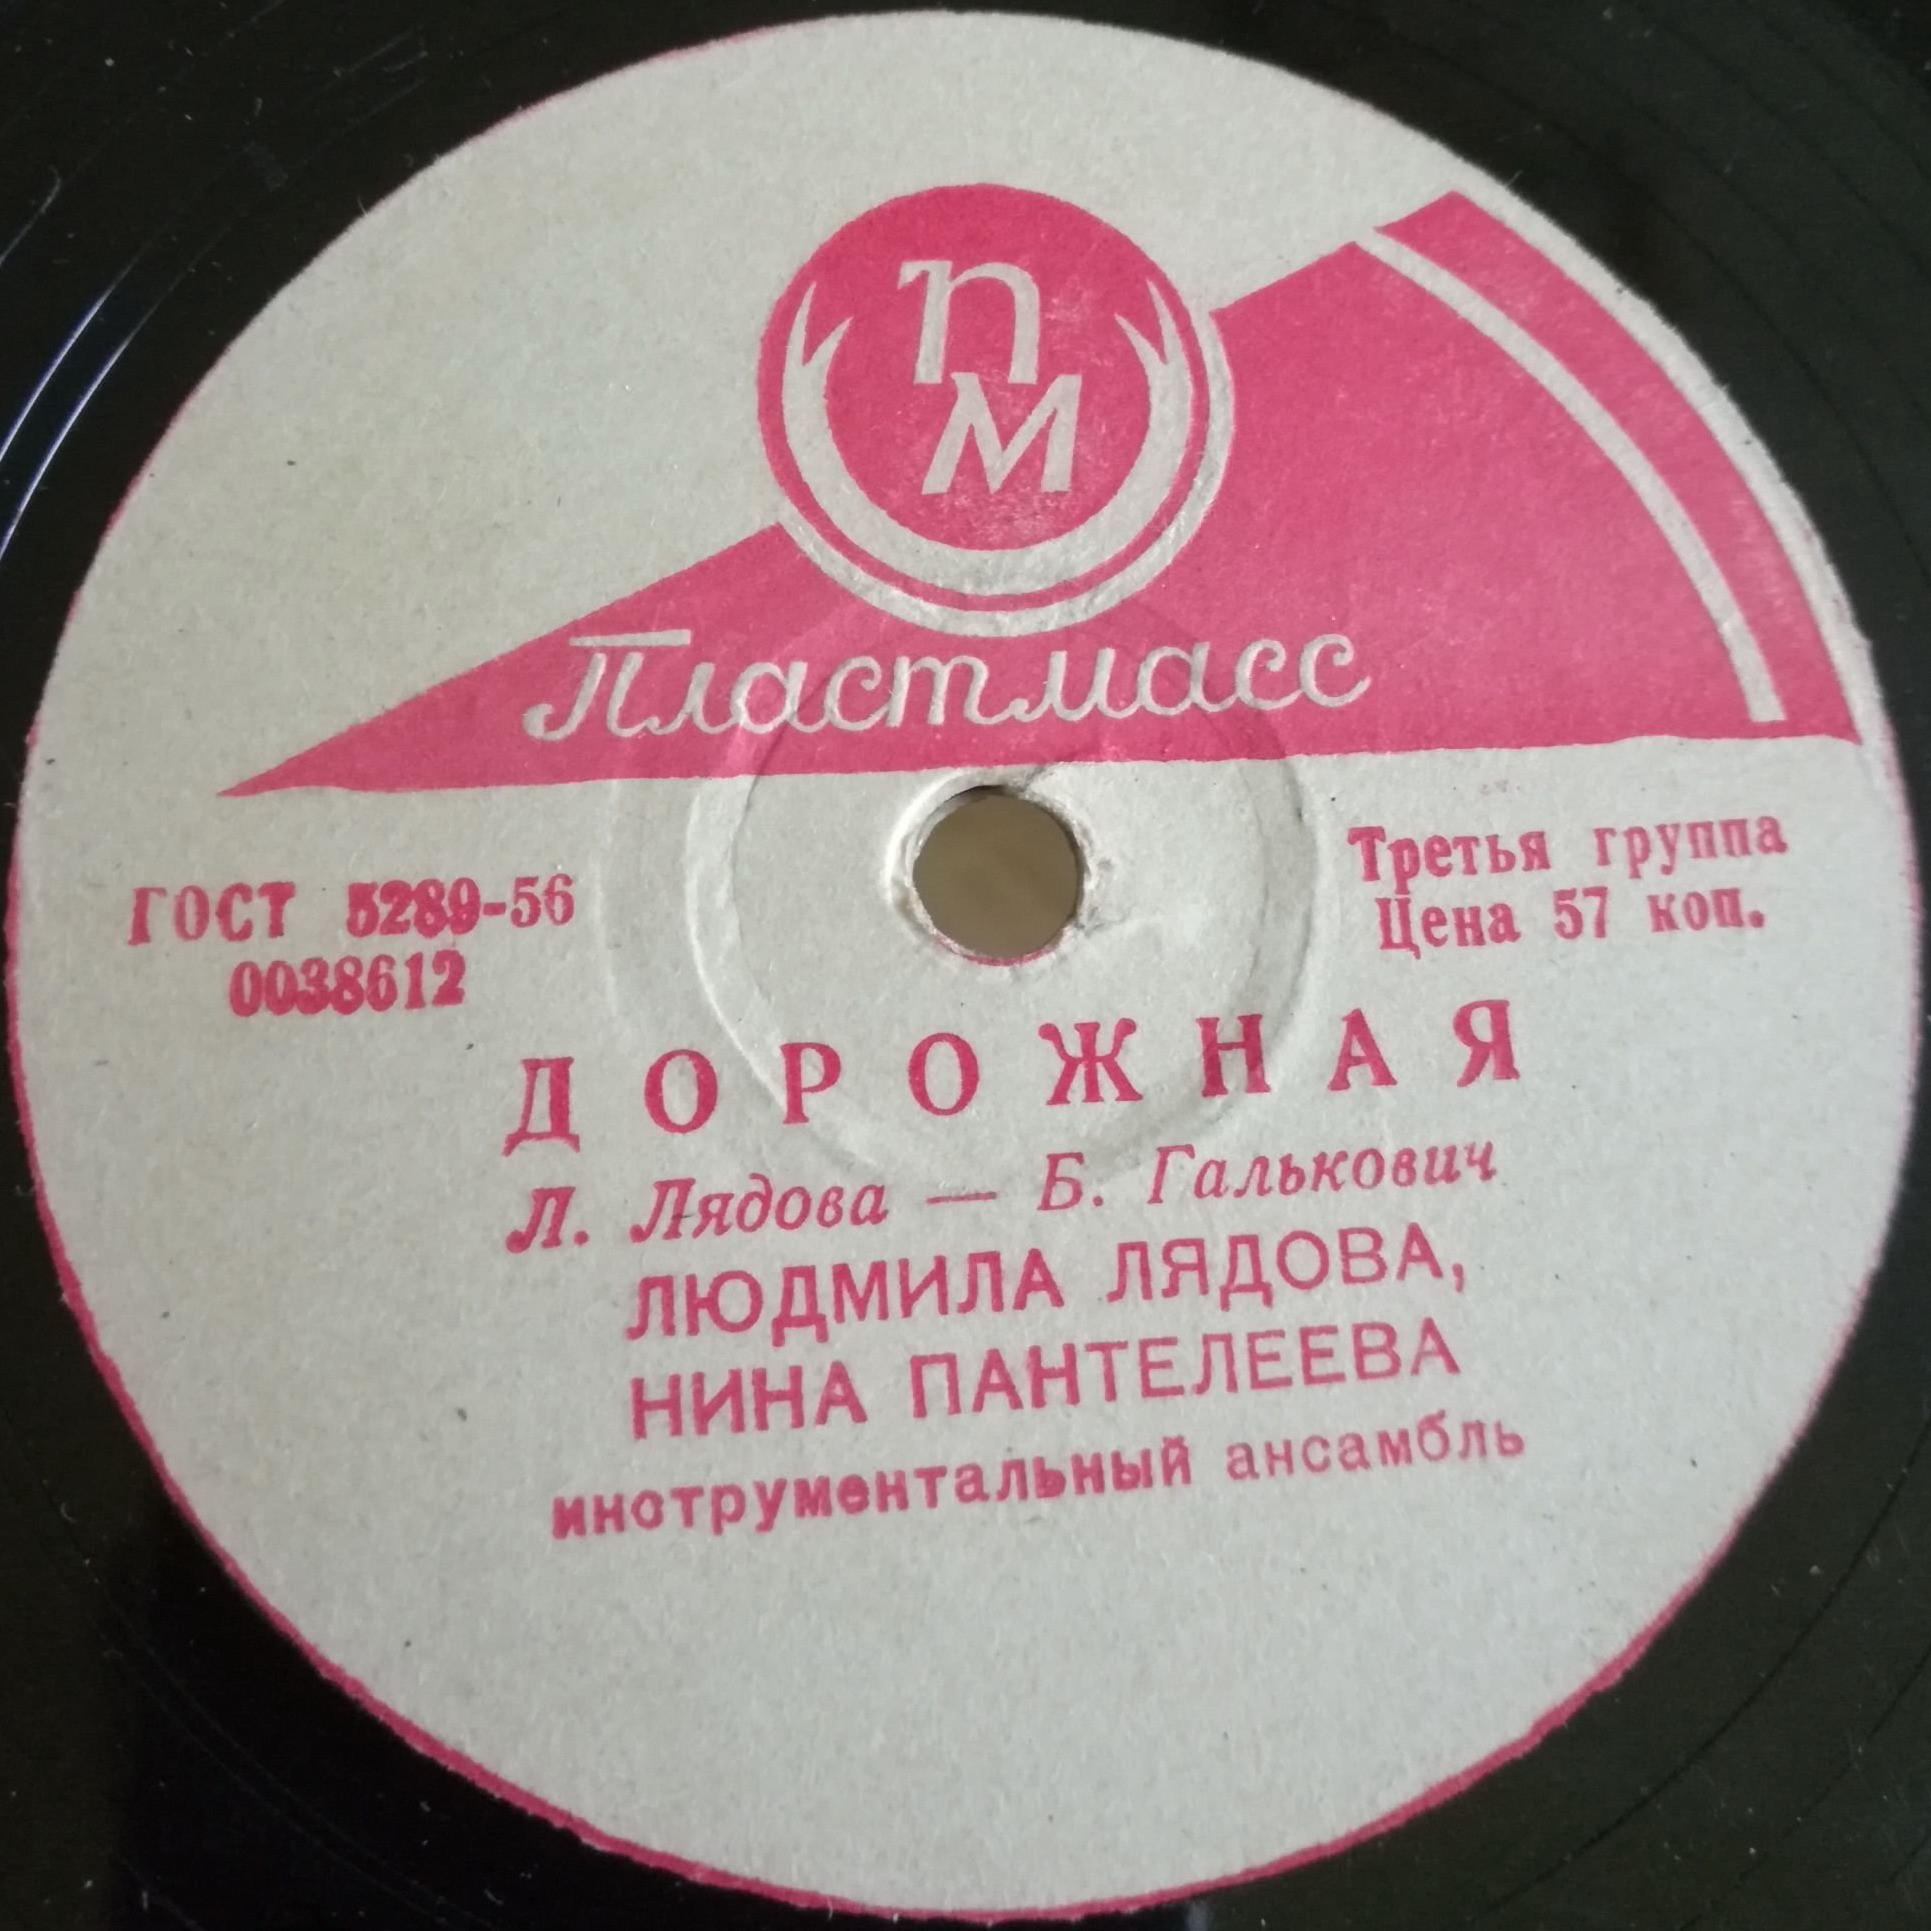 ПМ
Пластмасс
ГОСТ 5289-56
0038612
Третья группа
Цена 57 коп.
ДОРОЖНАЯ
Л. Лядова — Б. Галькович
ЛЮДМИЛА ЛЯДОВА,
НИНА ПАНТЕЛЕЕВА
инструментальный ансамбль